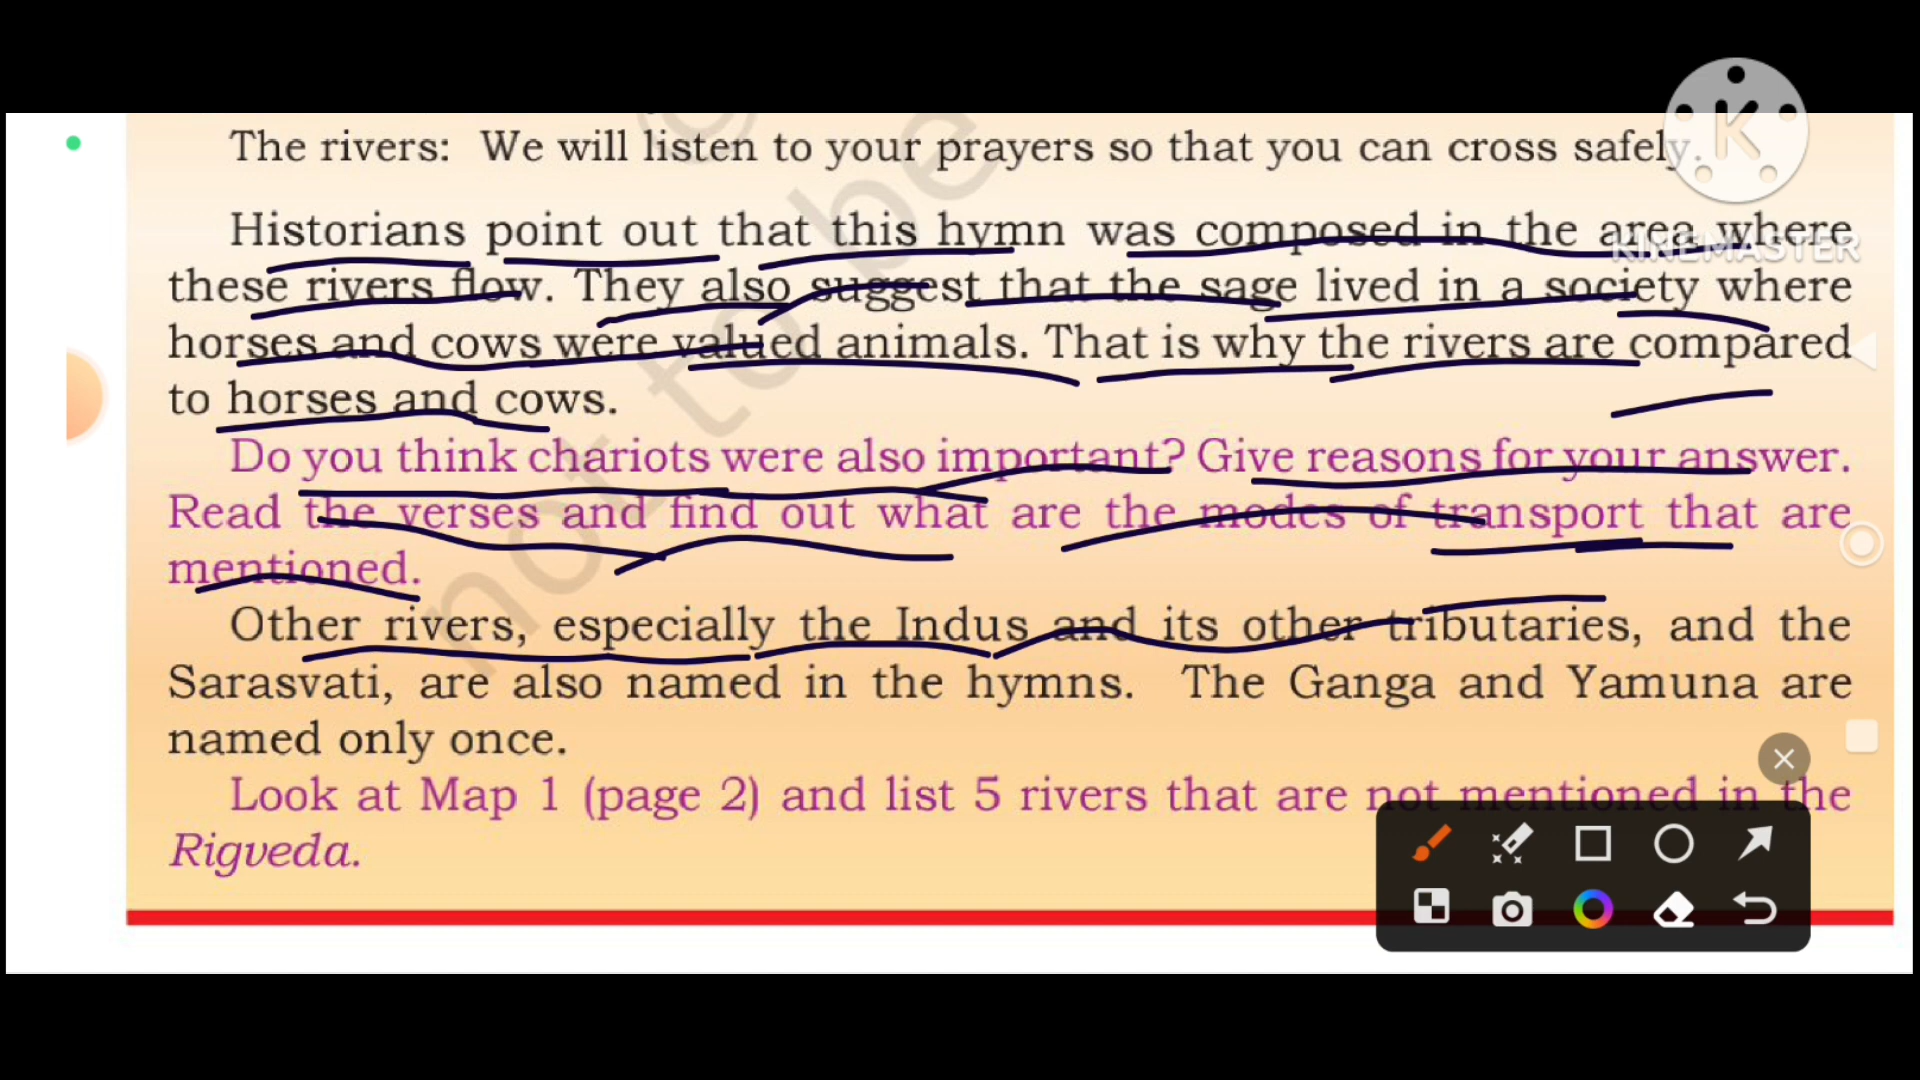 The rivers: We will listen to your prayers so that you can cross safely.
Historians point out that this hymn was composed in the area where
these rivers flow. They also suggest that the sage lived in a society where
horses and cows were valued animals. That is why the rivers are compared
to horses and cows.
Do you think chariots were also important? Give reasons for your answer.
Read the verses and find out what are the modes of transport that are
mentioned.
Other rivers, especially the Indus and its other tributaries, and the
Sarasvati, are also named in the hymns. The Ganga and Yamuna are
named only once.
Look at Map 1 (page 2) and list 5 rivers that are not mentioned in the
Rigveda.
K
KINEMASTER
not to be
©